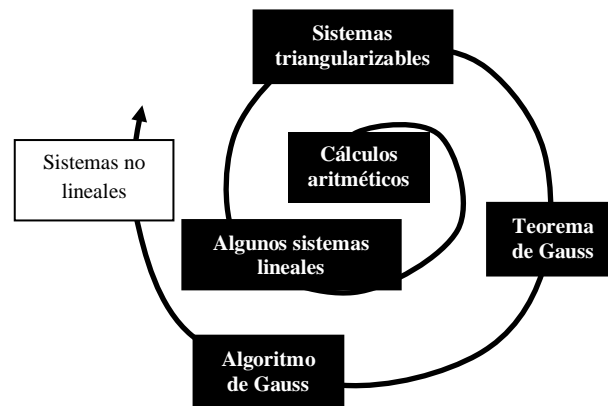 Sistemas
triangularizables
Cálculos
aritméticos
Sistemas no
lineales
Algunos sistemas
lineales
Teorema
de Gauss
Algoritmo
de Gauss